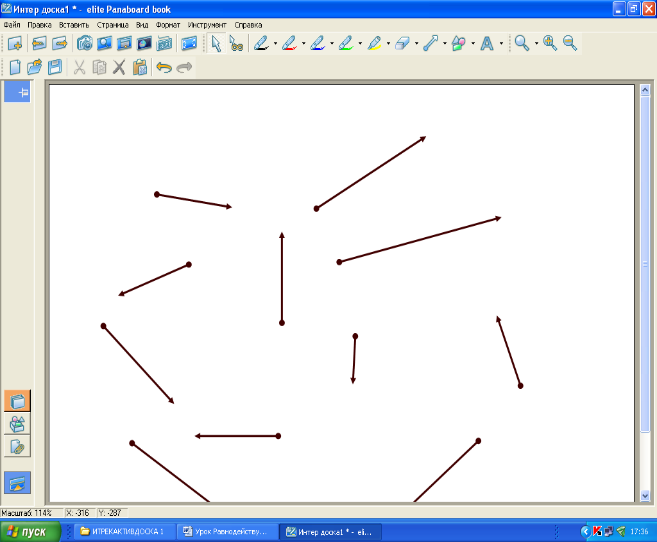 Интер доска1 * - elite Panaboard book
Файл Правка Вставить Страница Вид Формат Инструмент Справка
Масштаб: 114% X: -316 Y: -287
пуск ИТРЕКАКТИВДОСКА 1 Урок Равнодейству... Интер доска1 * - eli... 17:36